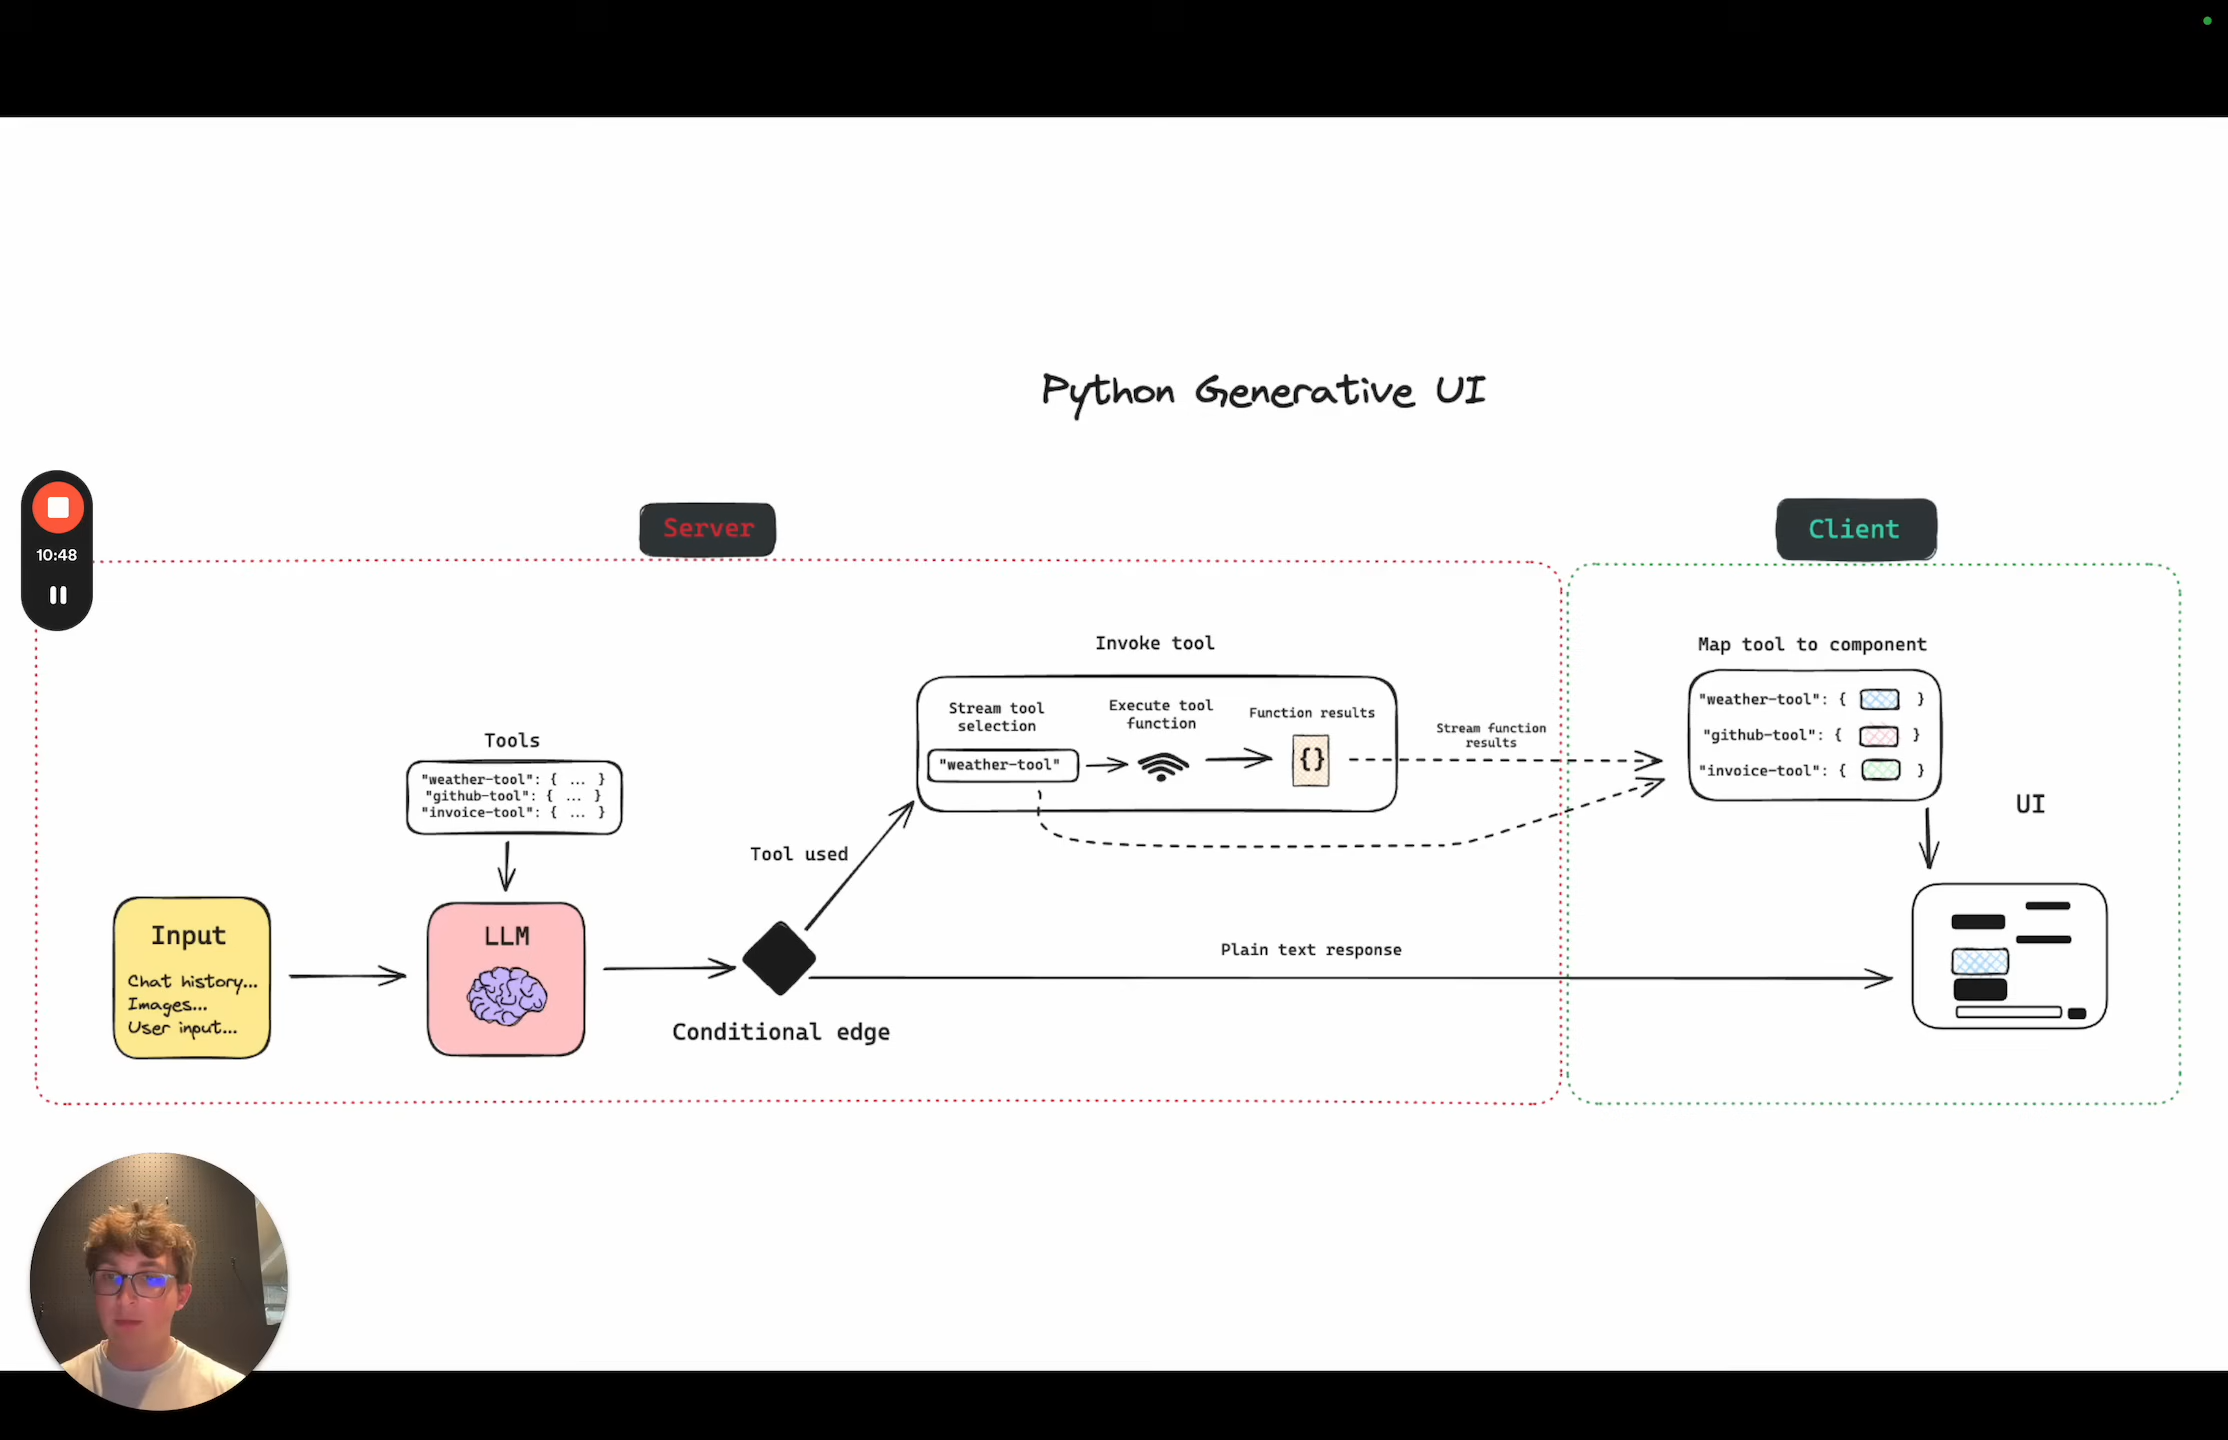 Python Generative UI
Server
Client
10:48
Invoke tool
Stream tool
selection
"weather-tool"
Execute tool
function
Function results
{}
Stream function
results
Map tool to component
"weather-tool": { }
"github-tool": { }
"invoice-tool": { }
Tools
"weather-tool": { ... }
"github-tool": { ... }
"invoice-tool": { ... }
Tool used
UI
Input
Chat history...
Images...
User input...
LLM
Conditional edge
Plain text response